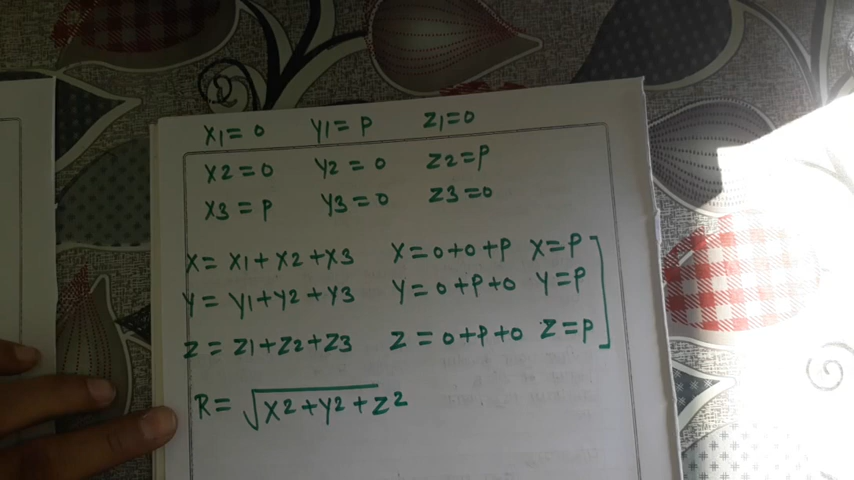 X1 = 0 Y1 = P Z1 = 0
X2 = 0 Y2 = 0 Z2 = P
X3 = P Y3 = 0 Z3 = 0
X = X1 + X2 + X3 X = 0 + 0 + P X = P
Y = Y1 + Y2 + Y3 Y = 0 + P + 0 Y = P
Z = Z1 + Z2 + Z3 Z = 0 + P + 0 Z = P
R = √X2 + Y2 + Z2